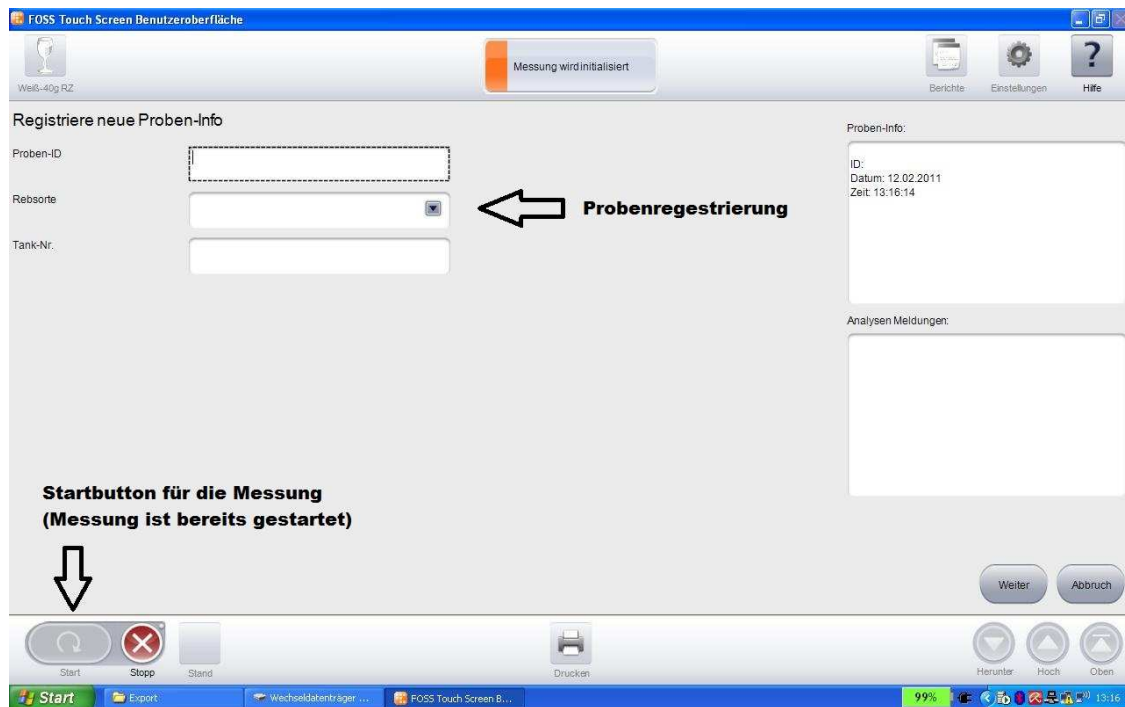 FOSS Touch Screen Benutzeroberfläche
Weiß-40g RZ
Messung wird initialisiert
Berichte
Einstellungen
?
Hilfe
Registriere neue Proben-Info
Proben-ID
Rebsorte
Tank-Nr.
Probenregestrierung
Proben-Info:
ID:
Datum: 12.02.2011
Zeit: 13:16:14
Analysen Meldungen:
Startbutton für die Messung
(Messung ist bereits gestartet)
Weiter
Abbruch
Start
Stopp
Stand
Drucken
Herunter
Hoch
Oben
Start
Export
Wechseldatenträger ...
FOSS Touch Screen B...
99%
13:16